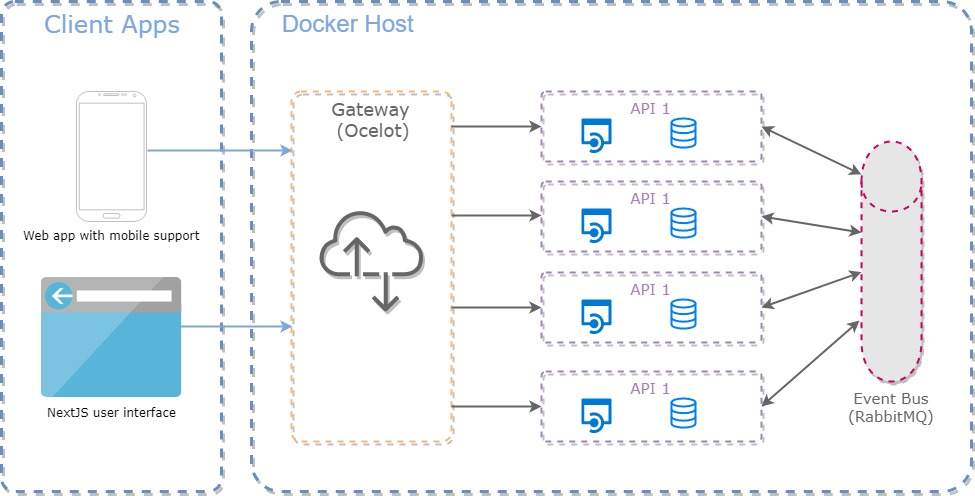 Client Apps
Docker Host
Gateway
(Ocelot)
API 1
API 1
API 1
API 1
Web app with mobile support
NextJS user interface
Event Bus
(RabbitMQ)